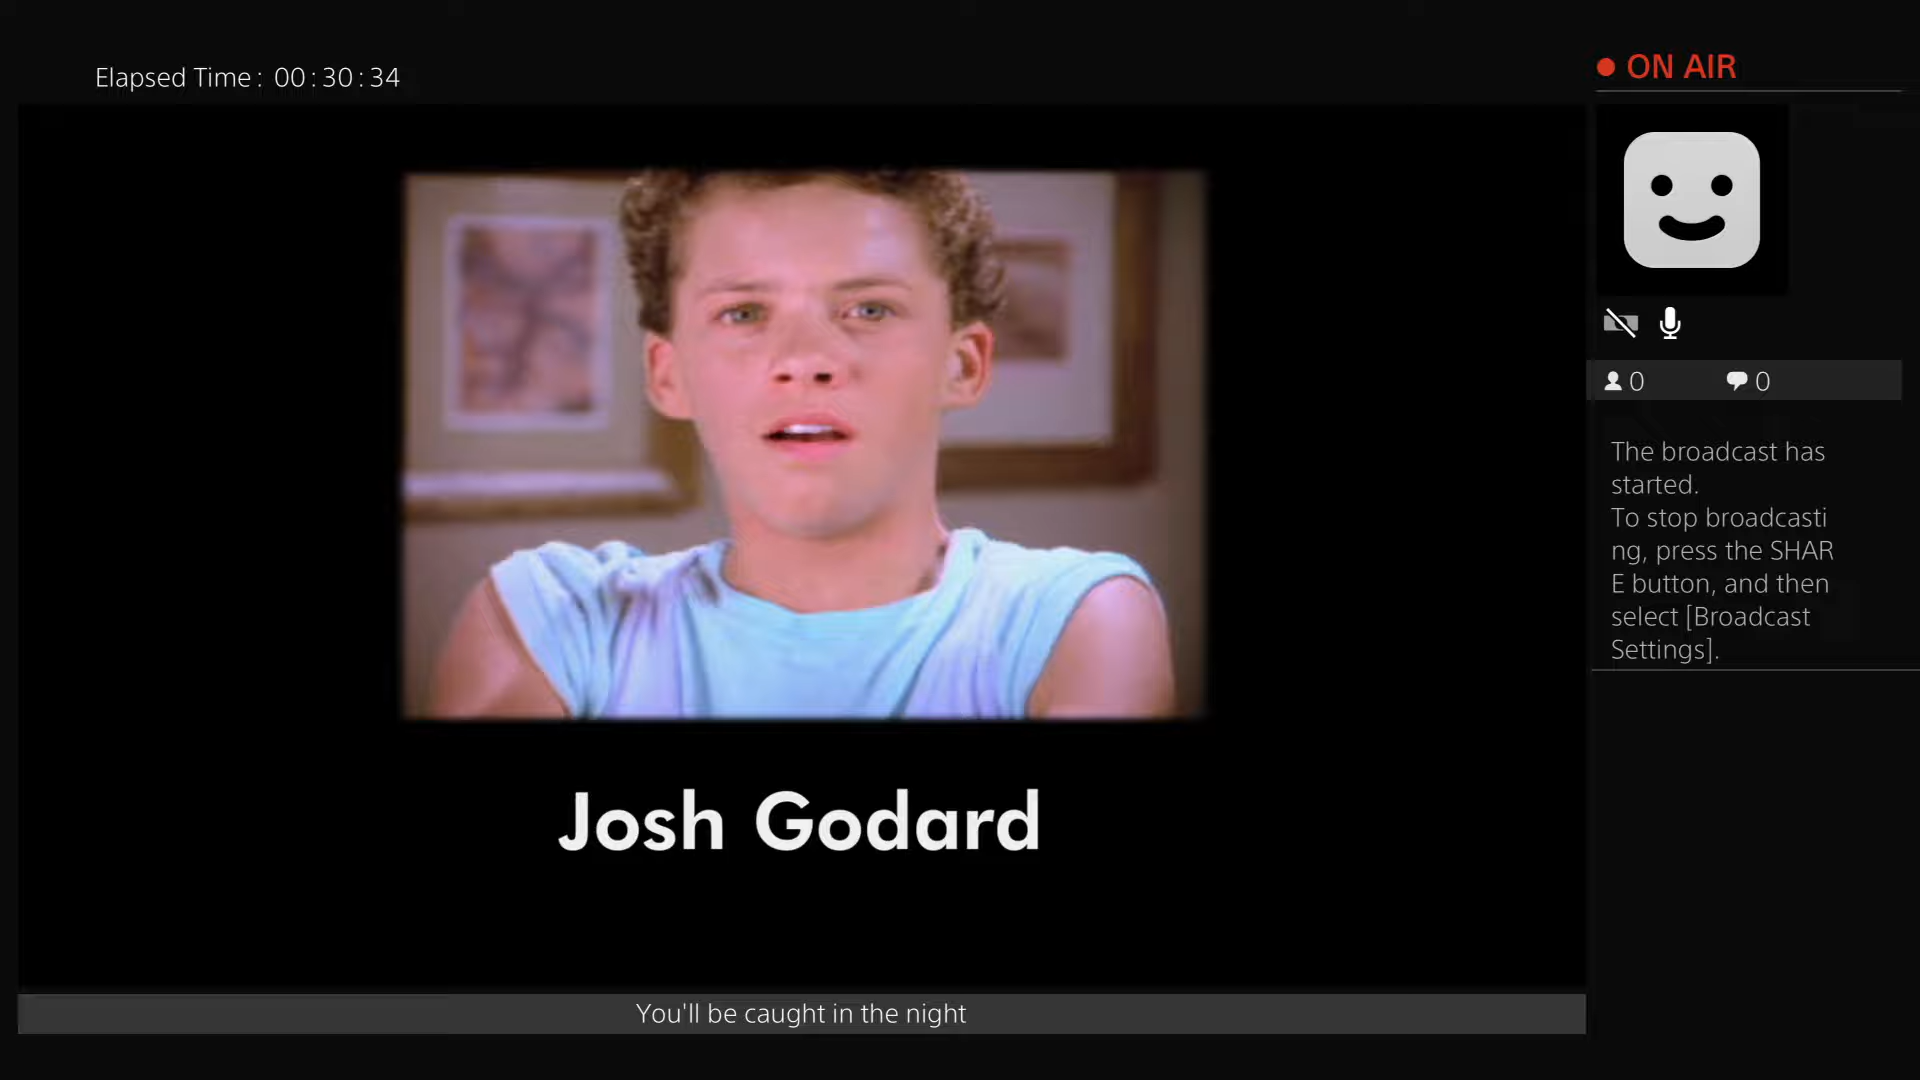 Elapsed Time: 00:30:34
ON AIR
0 0
The broadcast has
started.
To stop broadcasti
ng, press the SHAR
E button, and then
select [Broadcast
Settings].
Josh Godard
You'll be caught in the night